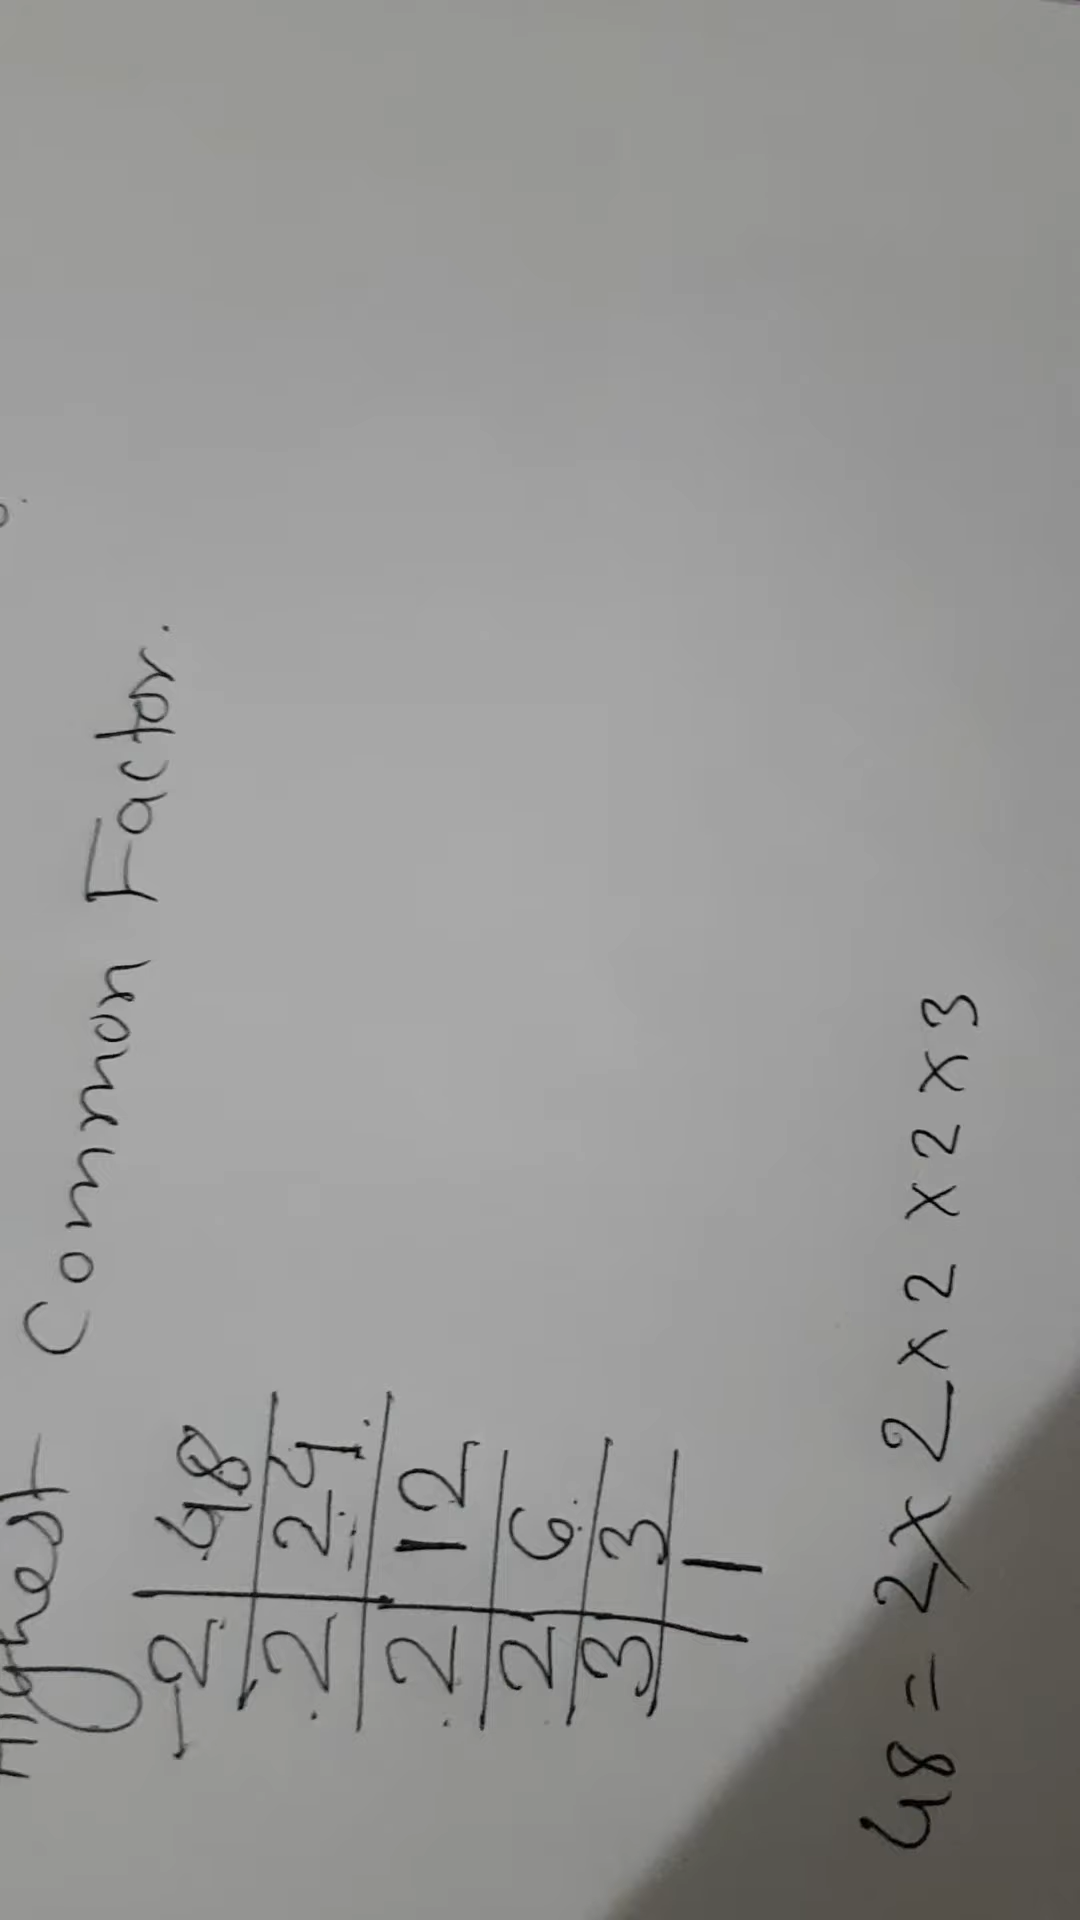 Highest Common Factor.
2 | 48
2 | 24
2 | 12
2 | 6
3 | 3
| 1
48 = 2 x 2 x 2 x 2 x 3